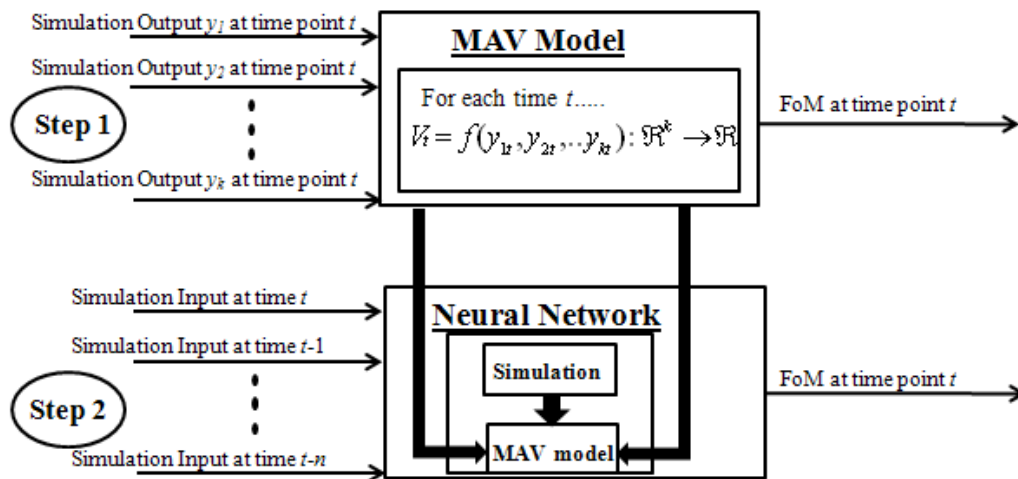 Simulation Output y1 at time point t
Simulation Output y2 at time point t
Step 1
Simulation Output yk at time point t
MAV Model
For each time t.....
Vt = f(y1t, y2t,..ykt): ℜ^k → ℜ
FoM at time point t
Simulation Input at time t
Simulation Input at time t-1
Step 2
Simulation Input at time t-n
Neural Network
Simulation
MAV model
FoM at time point t